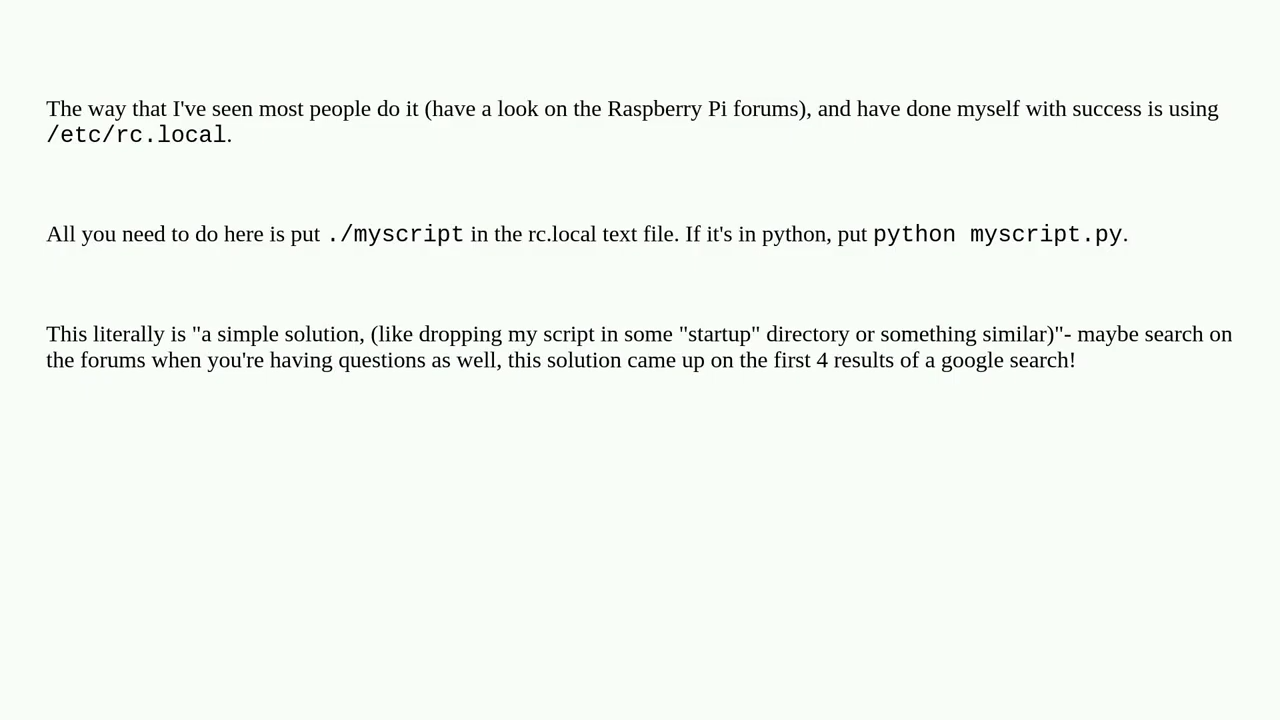 The way that I've seen most people do it (have a look on the Raspberry Pi forums), and have done myself with success is using
/etc/rc.local.
All you need to do here is put ./myscript in the rc.local text file. If it's in python, put python myscript.py.
This literally is "a simple solution, (like dropping my script in some "startup" directory or something similar)"- maybe search on
the forums when you're having questions as well, this solution came up on the first 4 results of a google search!